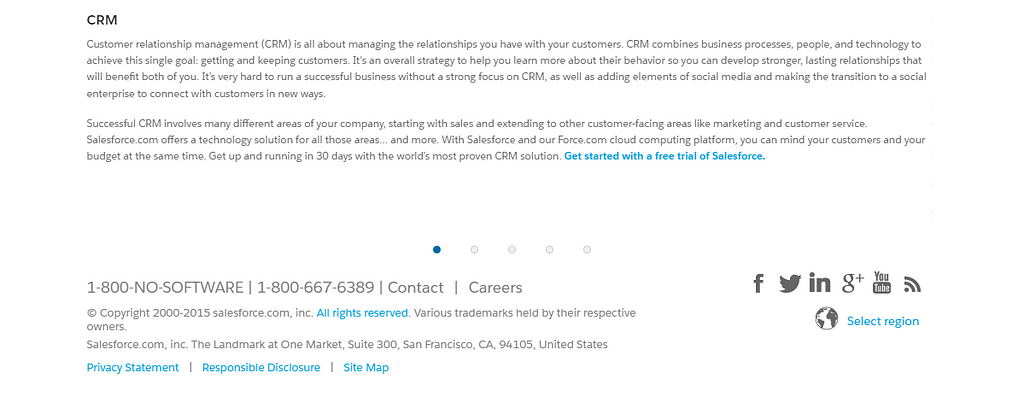 CRM
Customer relationship management (CRM) is all about managing the relationships you have with your customers. CRM combines business processes, people, and technology to
achieve this single goal: getting and keeping customers. It's an overall strategy to help you learn more about their behavior so you can develop stronger, lasting relationships that
will benefit both of you. It's very hard to run a successful business without a strong focus on CRM, as well as adding elements of social media and making the transition to a social
enterprise to connect with customers in new ways.
Successful CRM involves many different areas of your company, starting with sales and extending to other customer-facing areas like marketing and customer service.
Salesforce.com offers a technology solution for all those areas... and more. With Salesforce and our Force.com cloud computing platform, you can mind your customers and your
budget at the same time. Get up and running in 30 days with the world's most proven CRM solution. Get started with a free trial of Salesforce.
1-800-NO-SOFTWARE | 1-800-667-6389 | Contact | Careers
f in g+ You Tube
© Copyright 2000-2015 salesforce.com, inc. All rights reserved. Various trademarks held by their respective
owners.
Select region
Salesforce.com, inc. The Landmark at One Market, Suite 300, San Francisco, CA, 94105, United States
Privacy Statement | Responsible Disclosure | Site Map